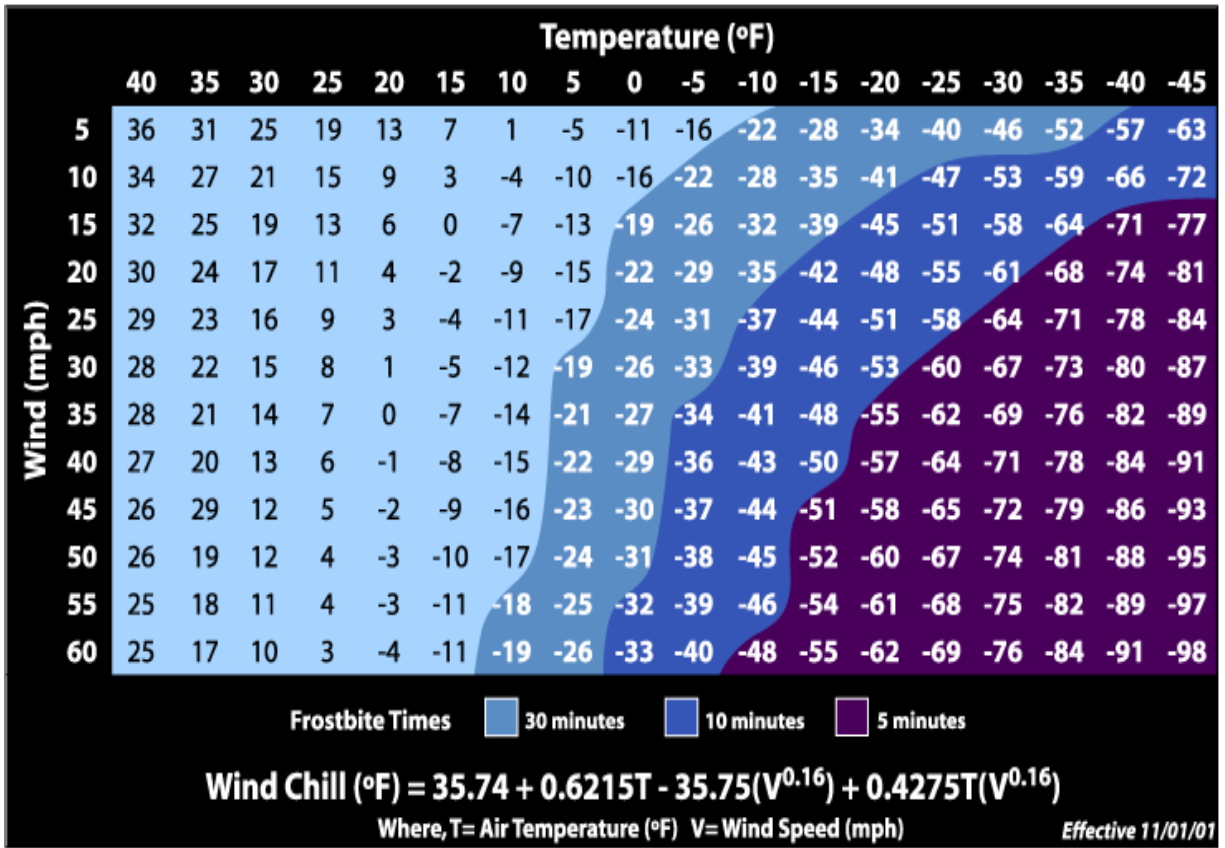 Temperature (ºF)
40 35 30 25 20 15 10 5 0 -5 -10 -15 -20 -25 -30 -35 -40 -45
Wind (mph)
5 36 31 25 19 13 7 1 -5 -11 -16 -22 -28 -34 -40 -46 -52 -57 -63
10 34 27 21 15 9 3 -4 -10 -16 -22 -28 -35 -41 -47 -53 -59 -66 -72
15 32 25 19 13 6 0 -7 -13 -19 -26 -32 -39 -45 -51 -58 -64 -71 -77
20 30 24 17 11 4 -2 -9 -15 -22 -29 -35 -42 -48 -55 -61 -68 -74 -81
25 29 23 16 9 3 -4 -11 -17 -24 -31 -37 -44 -51 -58 -64 -71 -78 -84
30 28 22 15 8 1 -5 -12 -19 -26 -33 -39 -46 -53 -60 -67 -73 -80 -87
35 28 21 14 7 0 -7 -14 -21 -27 -34 -41 -48 -55 -62 -69 -76 -82 -89
40 27 20 13 6 -1 -8 -15 -22 -29 -36 -43 -50 -57 -64 -71 -78 -84 -91
45 26 29 12 5 -2 -9 -16 -23 -30 -37 -44 -51 -58 -65 -72 -79 -86 -93
50 26 19 12 4 -3 -10 -17 -24 -31 -38 -45 -52 -60 -67 -74 -81 -88 -95
55 25 18 11 4 -3 -11 -18 -25 -32 -39 -46 -54 -61 -68 -75 -82 -89 -97
60 25 17 10 3 -4 -11 -19 -26 -33 -40 -48 -55 -62 -69 -76 -84 -91 -98
Frostbite Times 30 minutes 10 minutes 5 minutes
Wind Chill (ºF) = 35.74 + 0.6215T - 35.75(V^0.16) + 0.4275T(V^0.16)
Where, T= Air Temperature (ºF) V= Wind Speed (mph) Effective 11/01/01